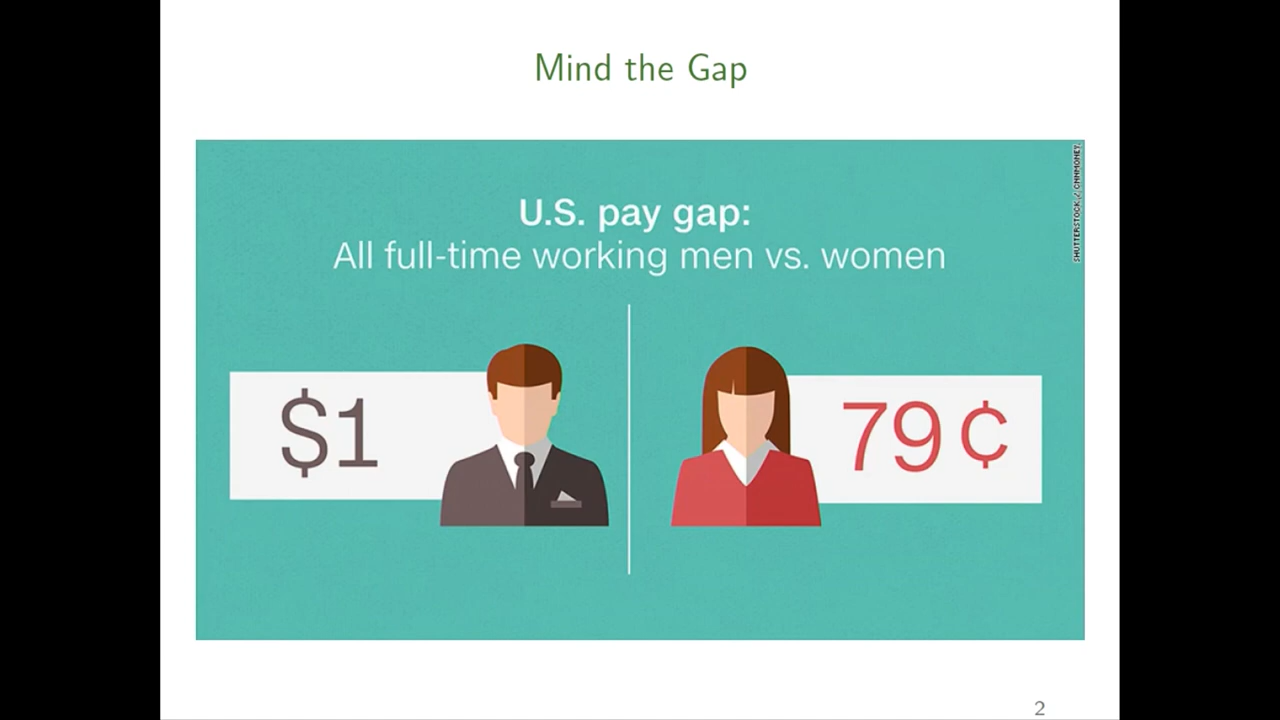 Mind the Gap
SHUTTERSTOCK / CNNMONEY
U.S. pay gap:
All full-time working men vs. women
$1
79¢
2